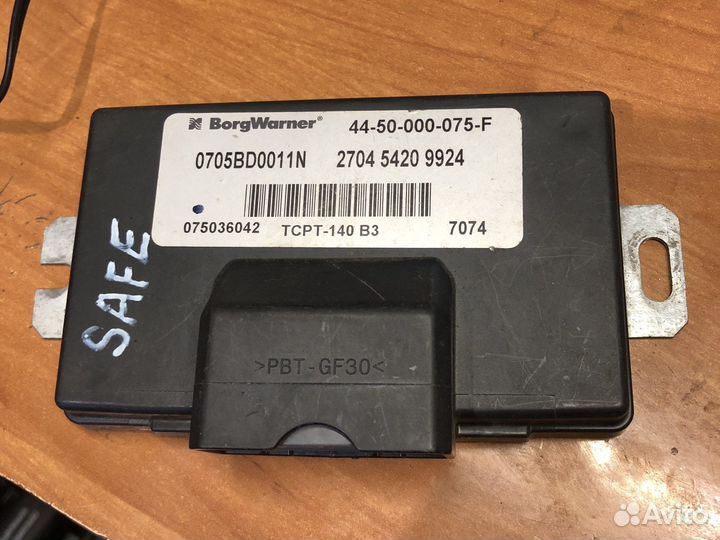 BorgWarner® 44-50-000-075-F
0705BD0011N 2704 5420 9924
075036042 TCPT-140 B3 7074
SAFE
>PBT-GF30<
Avito